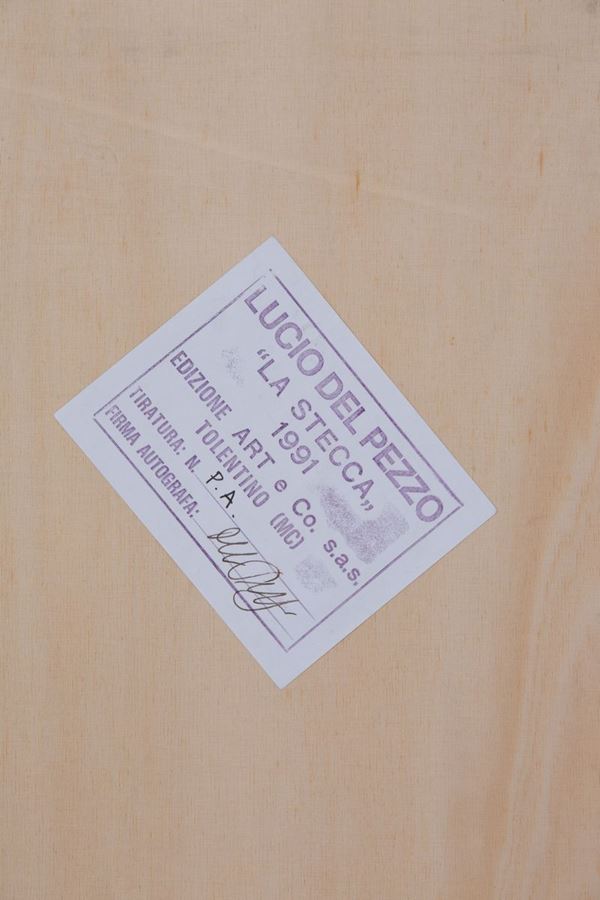 LUCIO DEL PEZZO
“LA STECCA„
1991
EDIZIONE ART e Co. s.a.s.
TOLENTINO (MC)
TIRATURA: N. P. A.
FIRMA AUTOGRAFA: